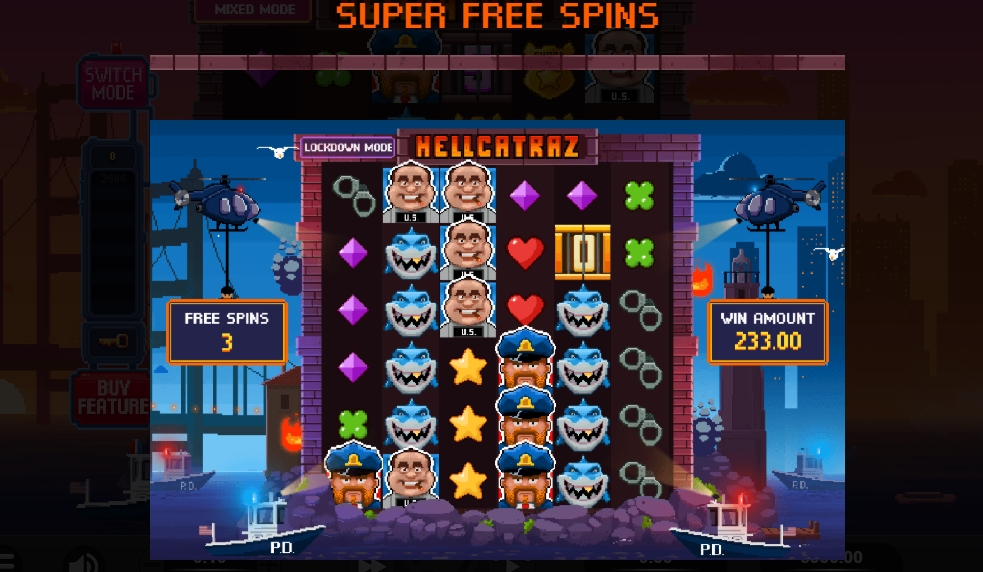 MIXED MODE
SUPER FREE SPINS
SWITCH
MODE
U.S.
0
LOCKDOWN MODE
HELLCATRAZ
U.S
U.S.
U.S.
U.S.
FREE SPINS
3
WIN AMOUNT
233.00
BUY
FEATURE
P.D.
P.D.
P.D.
P.D.